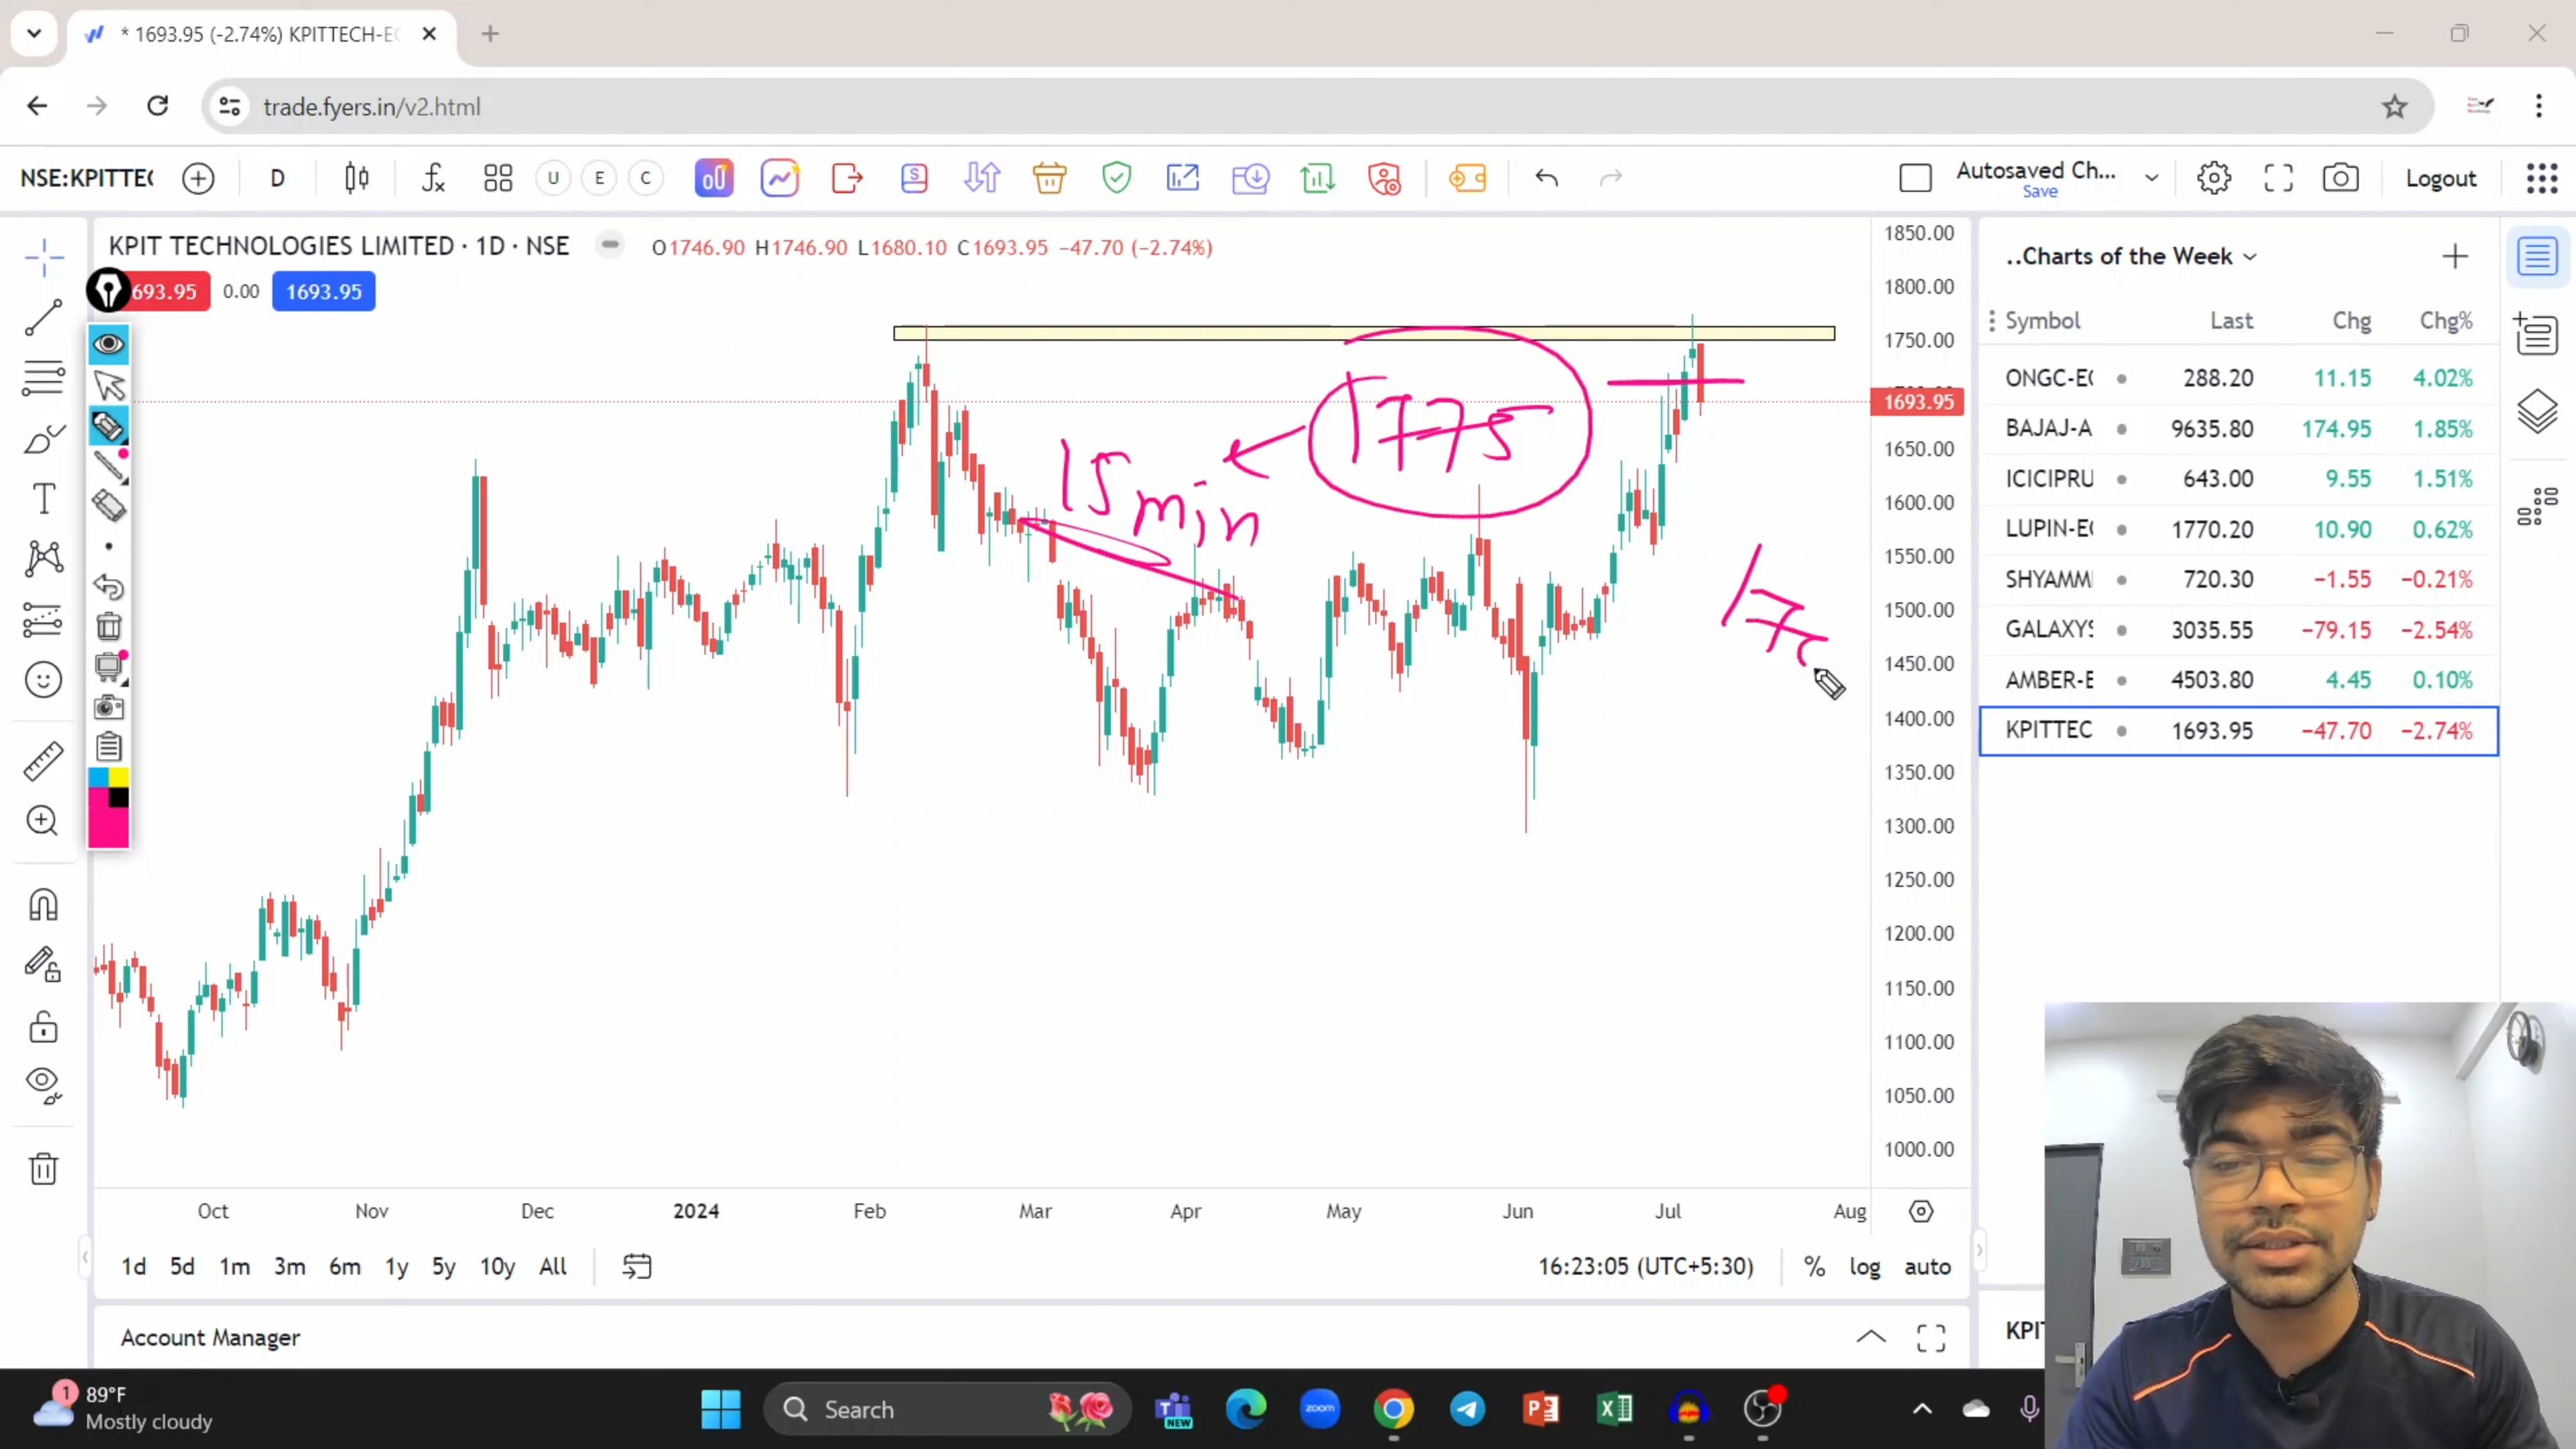 * 1693.95 (-2.74%) KPITTECH-EC
trade.fyers.in/v2.html
NSE:KPITTEC
D
U
E
C
S
Autosaved Ch...
Save
Logout
KPIT TECHNOLOGIES LIMITED · 1D · NSE
O1746.90 H1746.90 L1680.10 C1693.95 −47.70 (−2.74%)
693.95
0.00
1693.95
1850.00
1800.00
1750.00
1693.95
1650.00
1600.00
1550.00
1500.00
1450.00
1400.00
1350.00
1300.00
1250.00
1200.00
1150.00
1100.00
1050.00
1000.00
1775
15 min
Oct Nov Dec 2024 Feb Mar Apr May Jun Jul Aug
1d 5d 1m 3m 6m 1y 5y 10y All
16:23:05 (UTC+5:30)
% log auto
Account Manager
..Charts of the Week
Symbol Last Chg Chg%
ONGC-E 288.20 11.15 4.02%
BAJAJ-A 9635.80 174.95 1.85%
ICICIPRU 643.00 9.55 1.51%
LUPIN-E 1770.20 10.90 0.62%
SHYAMM 720.30 −1.55 −0.21%
GALAXYS 3035.55 −79.15 −2.54%
AMBER-E 4503.80 4.45 0.10%
KPITTEC 1693.95 −47.70 −2.74%
KPI
1
89°F
Mostly cloudy
Search
NEW
zoom